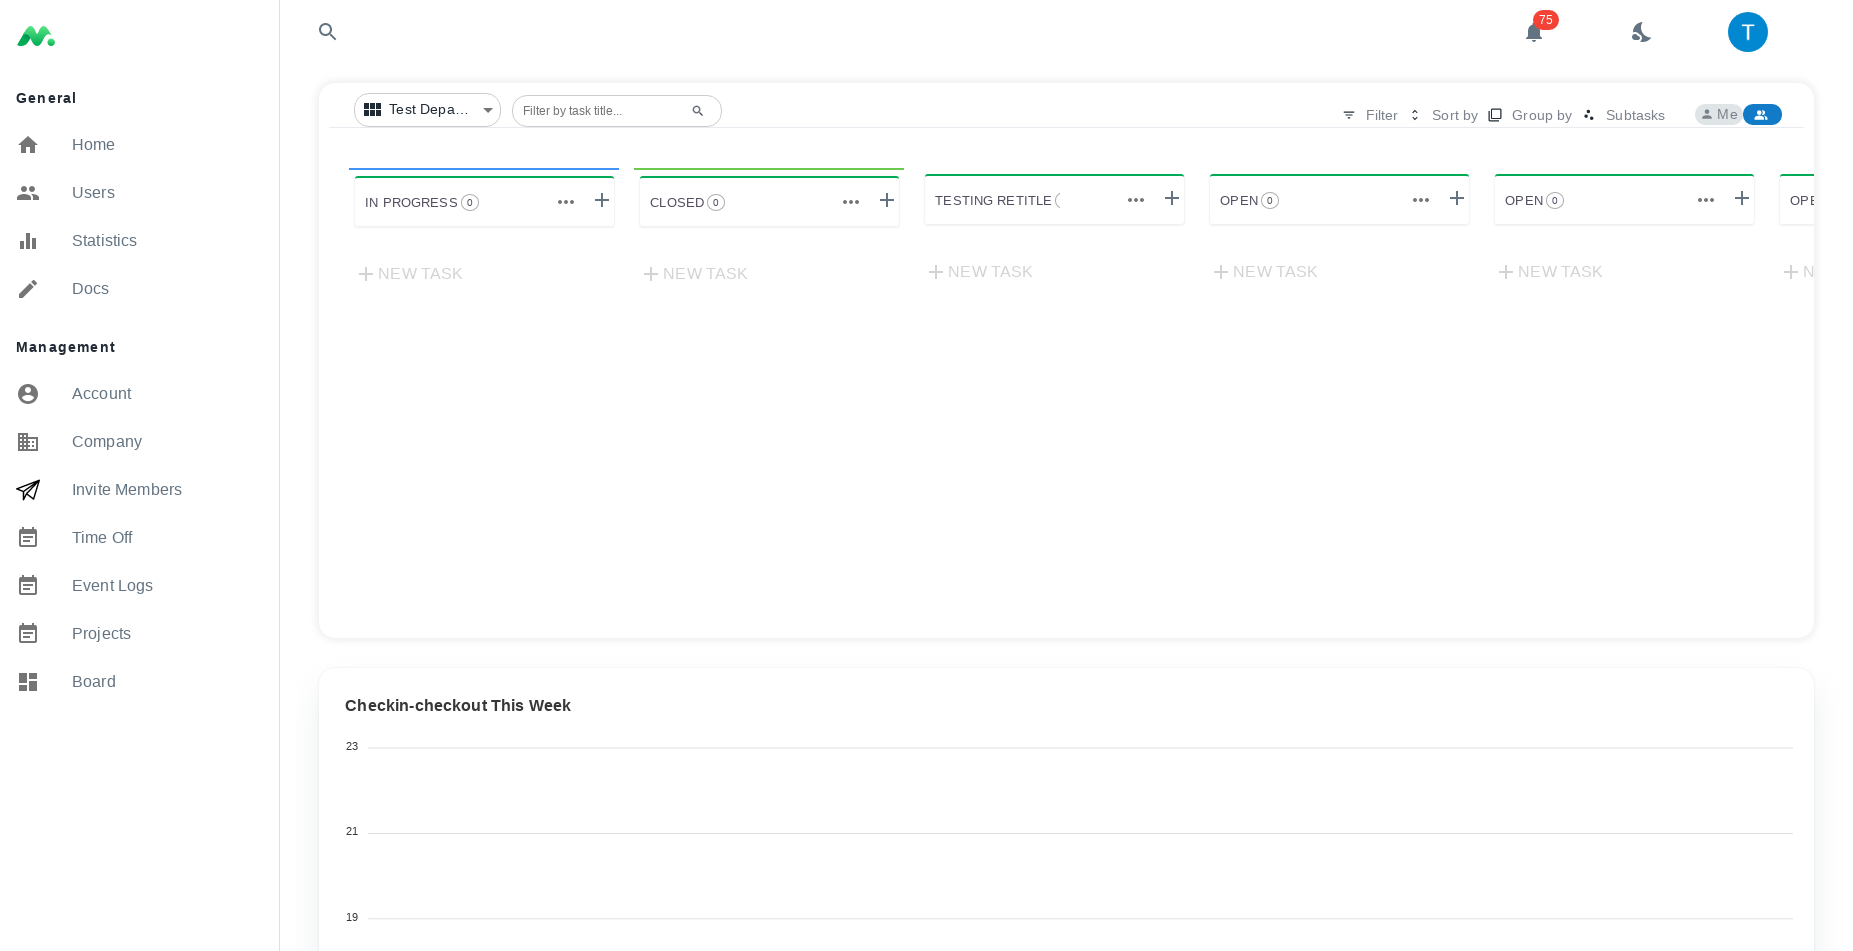 General
Home
Users
Statistics
Docs
Management
Account
Company
Invite Members
Time Off
Event Logs
Projects
Board
75
T
Test Depa...
Filter by task title...
Filter
Sort by
Group by
Subtasks
Me
IN PROGRESS 0
CLOSED 0
TESTING RETITLE
OPEN 0
OPEN 0
OPE
NEW TASK
NEW TASK
NEW TASK
NEW TASK
NEW TASK
N
Checkin-checkout This Week
23
21
19